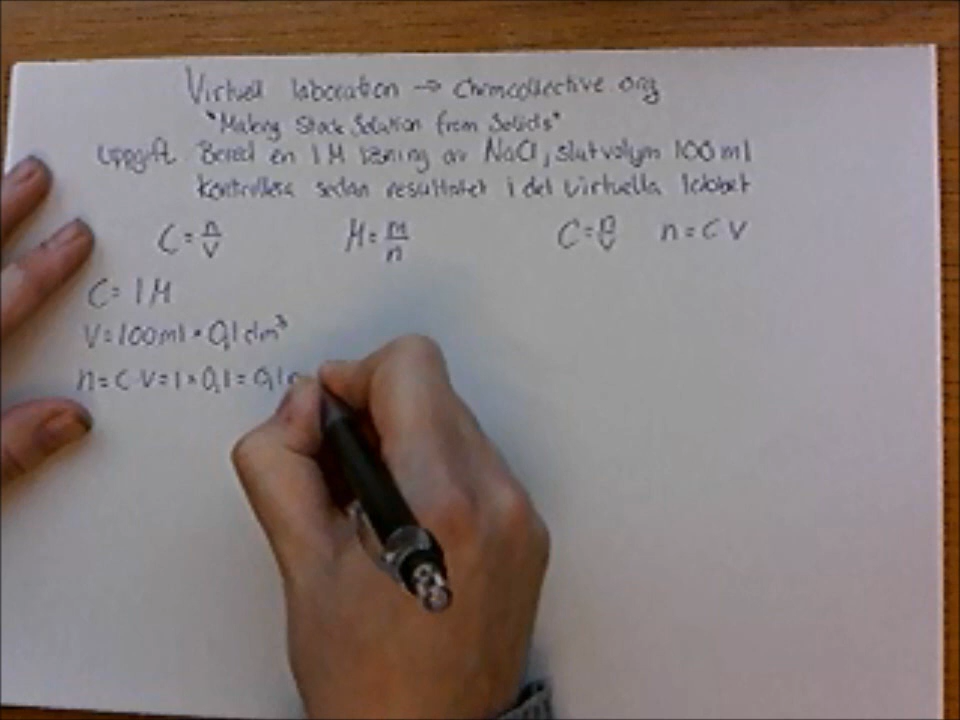 Virtuell laboration → chemcollective.org
"Making Stock Solution from Solids"
Uppgift. Bered en 1 M lösning av NaCl, slutvolym 100 ml
Kontrollera sedan resultatet i det virtuella labbet
C = n/V M = m/n C = n/V n = C V
C = 1 M
V = 100 ml = 0,1 dm³
n = C · V = 1 × 0,1 = 0,1